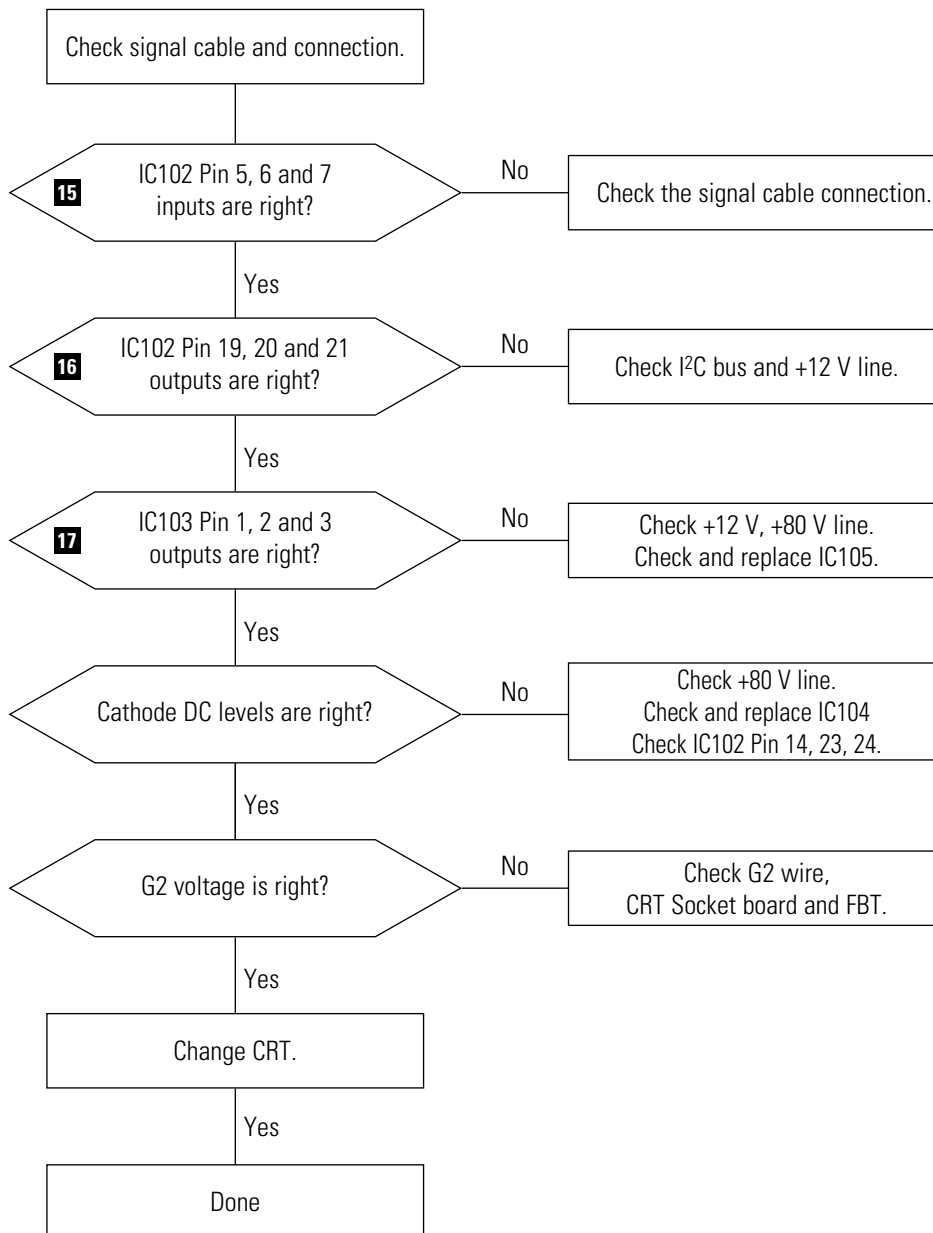 Check signal cable and connection.
15
IC102 Pin 5, 6 and 7
inputs are right?
No
Check the signal cable connection.
Yes
16
IC102 Pin 19, 20 and 21
outputs are right?
No
Check I²C bus and +12 V line.
Yes
17
IC103 Pin 1, 2 and 3
outputs are right?
No
Check +12 V, +80 V line.
Check and replace IC105.
Yes
Cathode DC levels are right?
No
Check +80 V line.
Check and replace IC104
Check IC102 Pin 14, 23, 24.
Yes
G2 voltage is right?
No
Check G2 wire,
CRT Socket board and FBT.
Yes
Change CRT.
Yes
Done